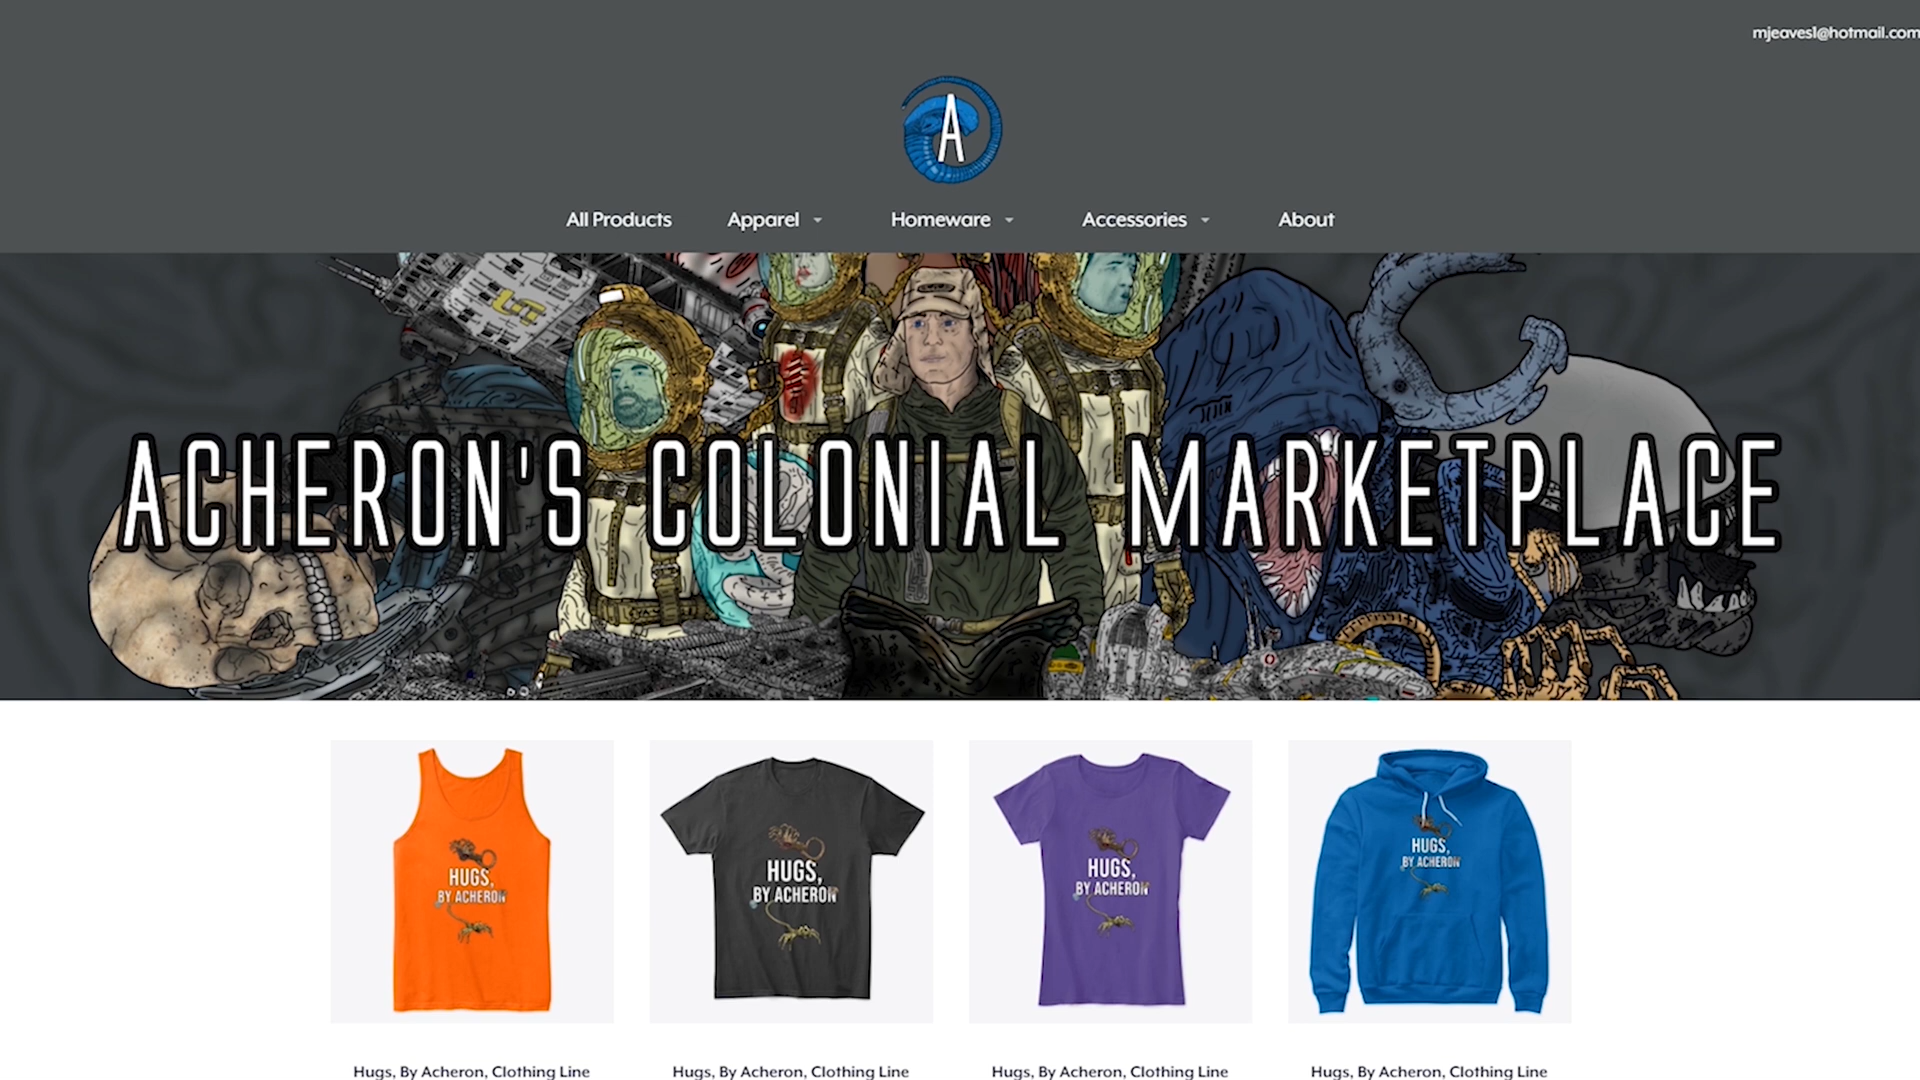 mjeaves1@hotmail.com
A
All Products
Apparel
Homeware
Accessories
About
ACHERON'S COLONIAL MARKETPLACE
HUGS,
BY ACHERON
HUGS,
BY ACHERON
HUGS,
BY ACHERON
HUGS,
BY ACHERON
Hugs, By Acheron, Clothing Line
Hugs, By Acheron, Clothing Line
Hugs, By Acheron, Clothing Line
Hugs, By Acheron, Clothing Line